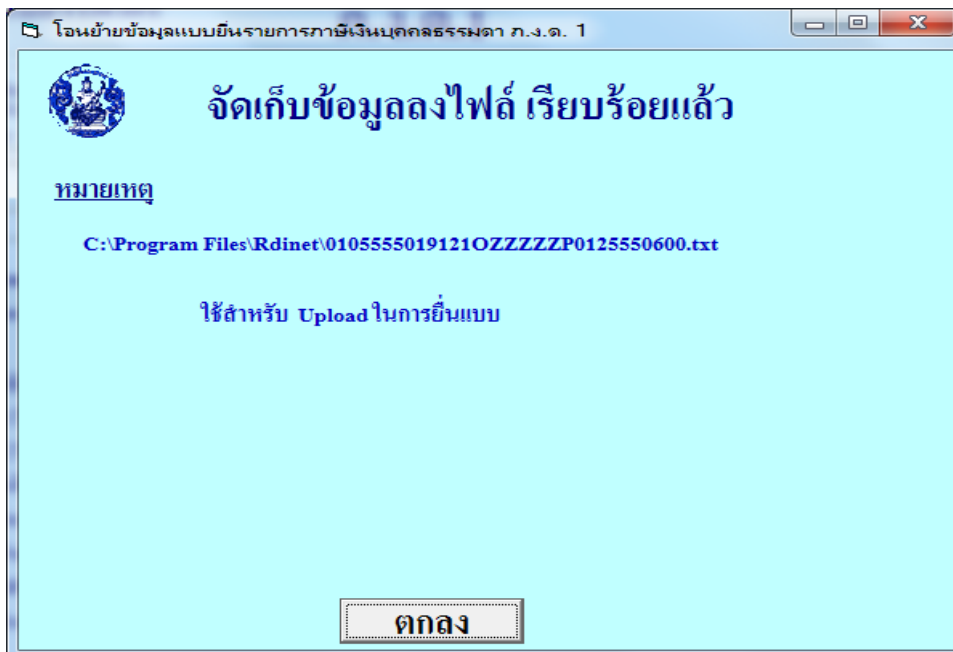 โอนย้ายข้อมูลแบบยื่นรายการภาษีเงินบุคคลธรรมดา ภ.ง.ด. 1
จัดเก็บข้อมูลลงไฟล์ เรียบร้อยแล้ว
หมายเหตุ
C:\Program Files\Rdinet\0105555019121OZZZZZP0125550600.txt
ใช้สำหรับ Upload ในการยื่นแบบ
ตกลง